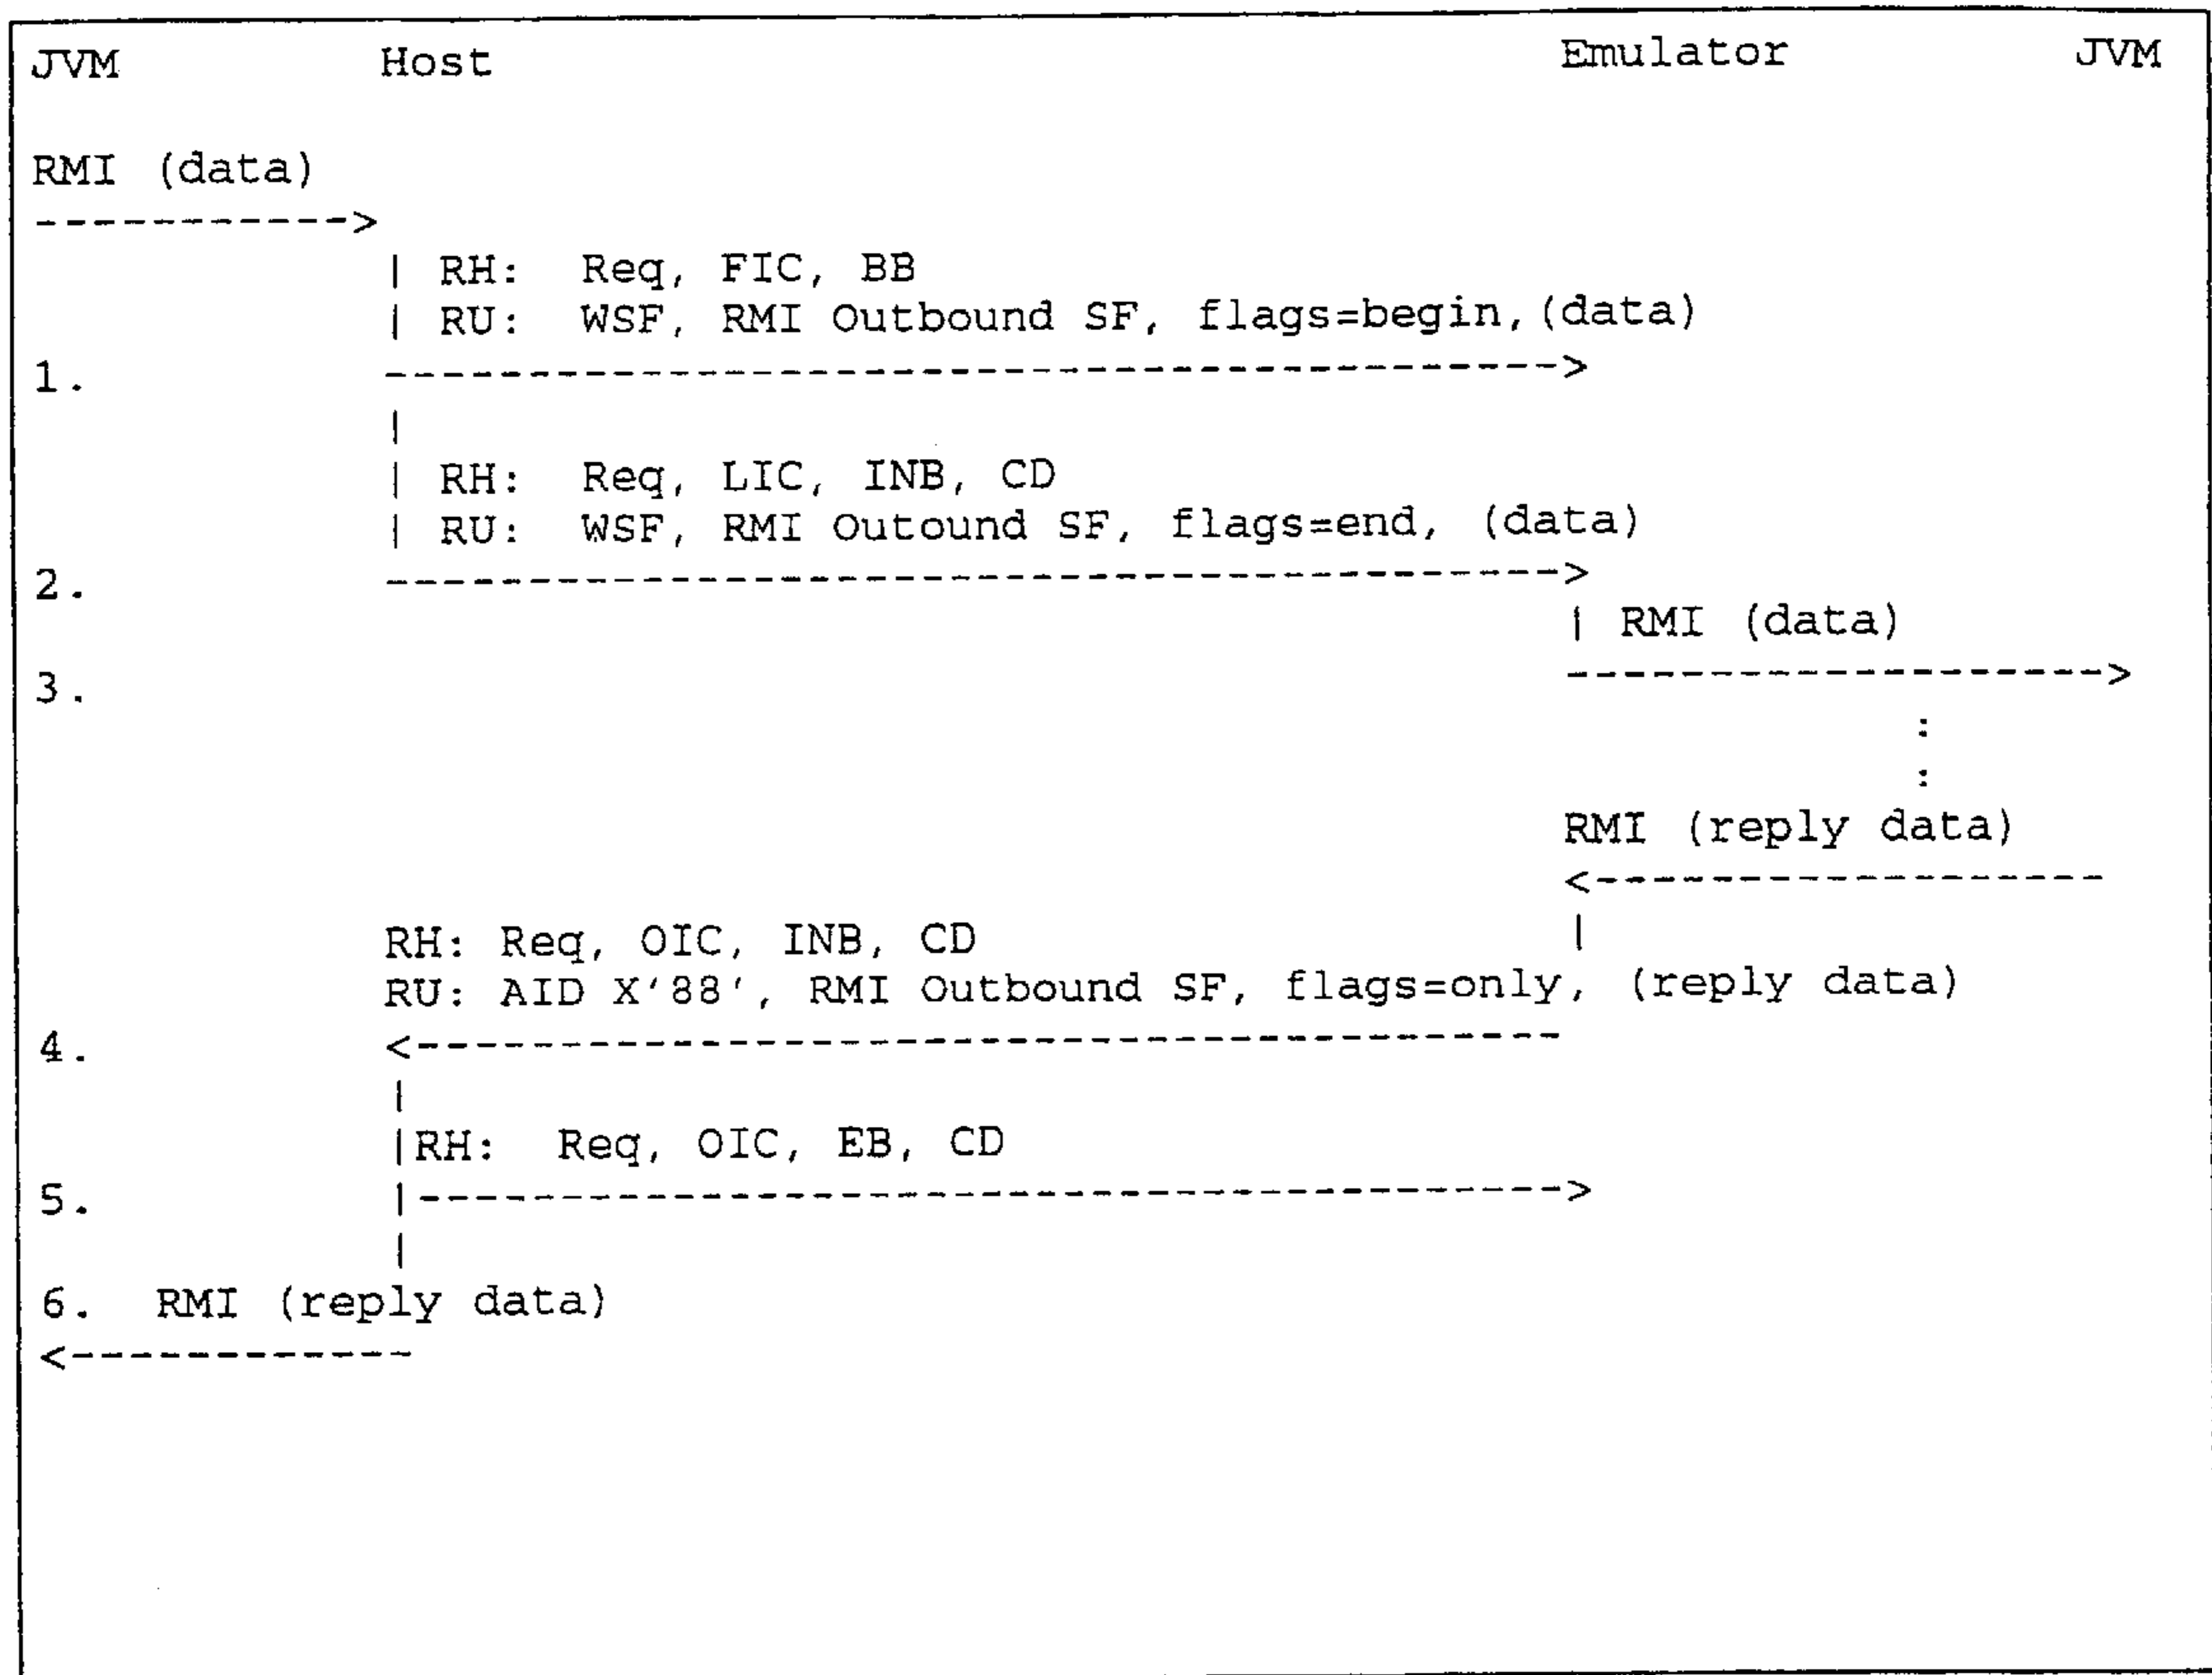 JVM Host Emulator JVM
RMI (data)
----------->
| RH: Req, FIC, BB
| RU: WSF, RMI Outbound SF, flags=begin,(data)
1. ----------------------------------------->
|
| RH: Req, LIC, INB, CD
| RU: WSF, RMI Outound SF, flags=end, (data)
2. ----------------------------------------->
| RMI (data)
3. ------------------->
:
:
RMI (reply data)
<------------------
RH: Req, OIC, INB, CD |
RU: AID X'88', RMI Outbound SF, flags=only, (reply data)
4. <----------------------------------------
|
|RH: Req, OIC, EB, CD
5. |---------------------------------------->
|
6. RMI (reply data)
<------------